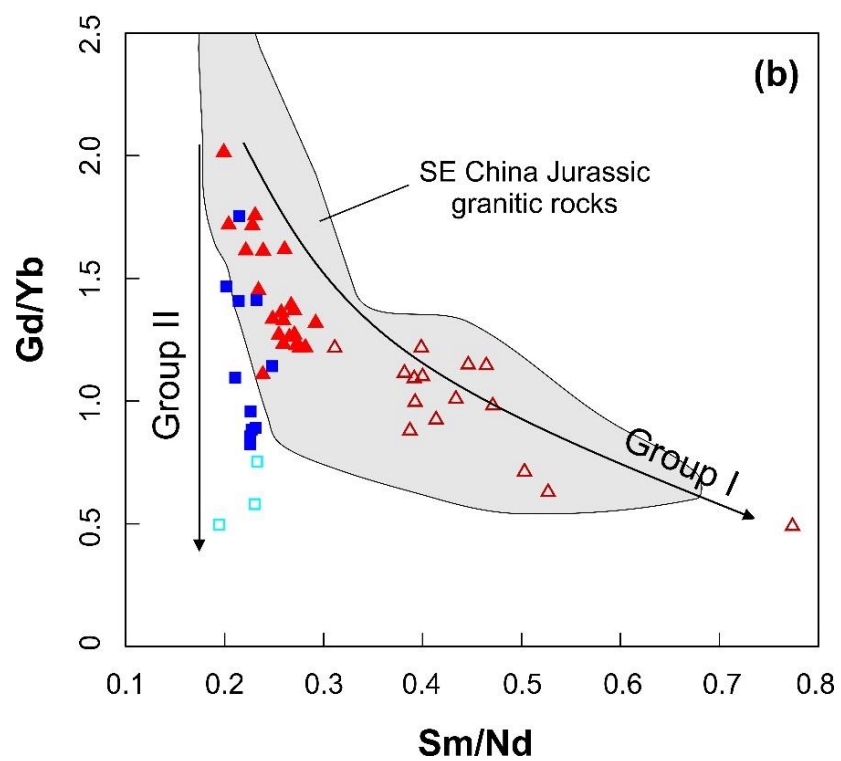 (b)
2.5
2.0
1.5
1.0
0.5
0
Gd/Yb
SE China Jurassic
granitic rocks
Group II
Group I
0.1 0.2 0.3 0.4 0.5 0.6 0.7 0.8
Sm/Nd